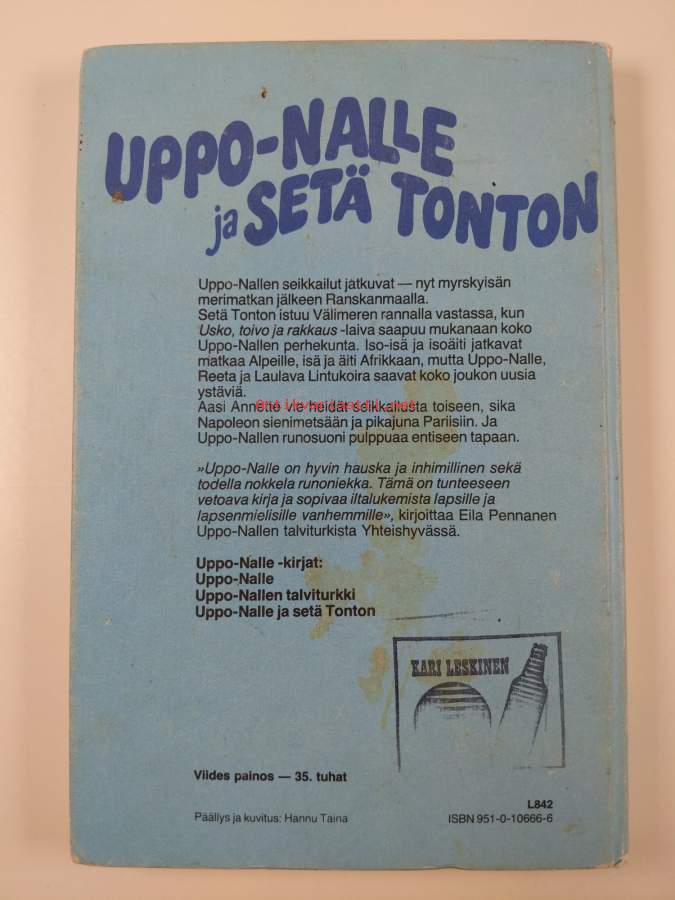 UPPO-NALLE
ja SETÄ TONTON
Uppo-Nallen seikkailut jatkuvat — nyt myrskyisän
merimatkan jälkeen Ranskanmaalla.
Setä Tonton istuu Välimeren rannalla vastassa, kun
Usko, toivo ja rakkaus -laiva saapuu mukanaan koko
Uppo-Nallen perhekunta. Iso-isä ja isoäiti jatkavat
matkaa Alpeille, isä ja äiti Afrikkaan, mutta Uppo-Nalle,
Reeta ja Laulava Lintukoira saavat koko joukon uusia
ystäviä.
Aasi Annette vie heidät seikkailusta toiseen, sika
Napoleon sienimetsään ja pikajuna Pariisiin. Ja
Uppo-Nallen runosuoni pulppuaa entiseen tapaan.
»Uppo-Nalle on hyvin hauska ja inhimillinen sekä
todella nokkela runoniekka. Tämä on tunteeseen
vetoava kirja ja sopivaa iltalukemista lapsille ja
lapsenmielisille vanhemmille», kirjoittaa Eila Pennanen
Uppo-Nallen talviturkista Yhteishyvässä.
Uppo-Nalle -kirjat:
Uppo-Nalle
Uppo-Nallen talviturkki
Uppo-Nalle ja setä Tonton
KARI LESKINEN
Viides painos — 35. tuhat
L842
Päällys ja kuvitus: Hannu Taina
ISBN 951-0-10666-6